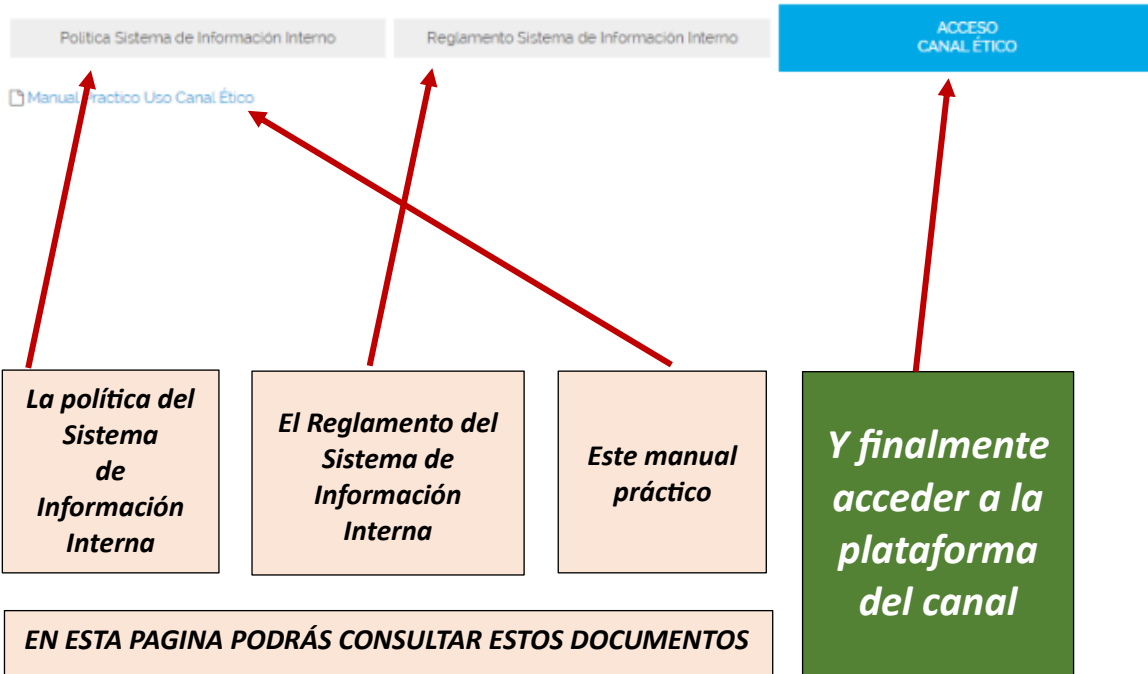 Política Sistema de Información Interno
Reglamento Sistema de Información Interno
ACCESO
CANAL ÉTICO
Manual Practico Uso Canal Ético
La política del
Sistema
de
Información
Interna
El Reglamento del
Sistema de
Información
Interna
Este manual
práctico
Y finalmente
acceder a la
plataforma
del canal
EN ESTA PAGINA PODRÁS CONSULTAR ESTOS DOCUMENTOS